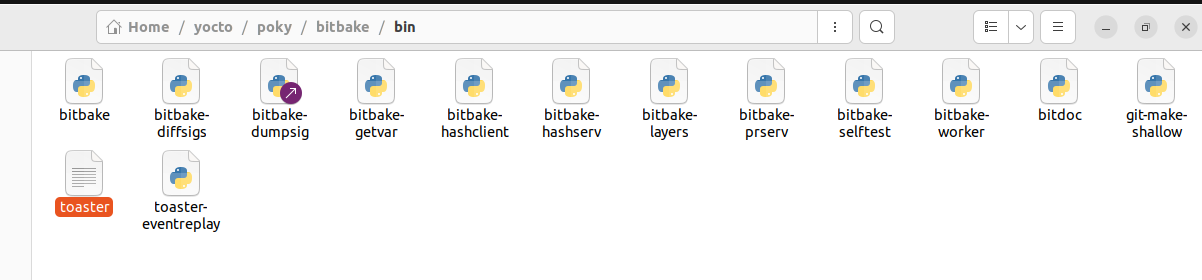 Home / yocto / poky / bitbake / bin
bitbake
bitbake-
diffsigs
bitbake-
dumpsig
bitbake-
getvar
bitbake-
hashclient
bitbake-
hashserv
bitbake-
layers
bitbake-
prserv
bitbake-
selftest
bitbake-
worker
bitdoc
git-make-
shallow
toaster
toaster-
eventreplay